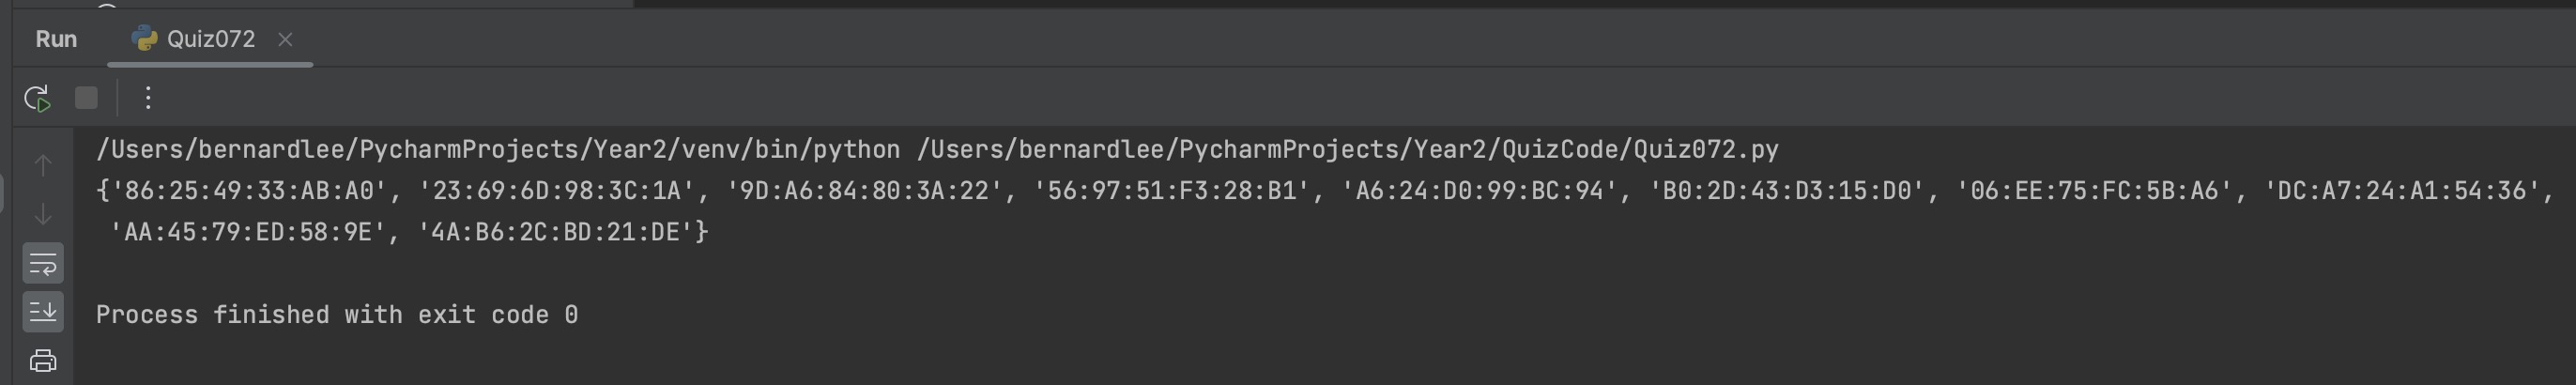 Run Quiz072
/Users/bernardlee/PycharmProjects/Year2/venv/bin/python /Users/bernardlee/PycharmProjects/Year2/QuizCode/Quiz072.py
{'86:25:49:33:AB:A0', '23:69:6D:98:3C:1A', '9D:A6:84:80:3A:22', '56:97:51:F3:28:B1', 'A6:24:D0:99:BC:94', 'B0:2D:43:D3:15:D0', '06:EE:75:FC:5B:A6', 'DC:A7:24:A1:54:36',
'AA:45:79:ED:58:9E', '4A:B6:2C:BD:21:DE'}
Process finished with exit code 0